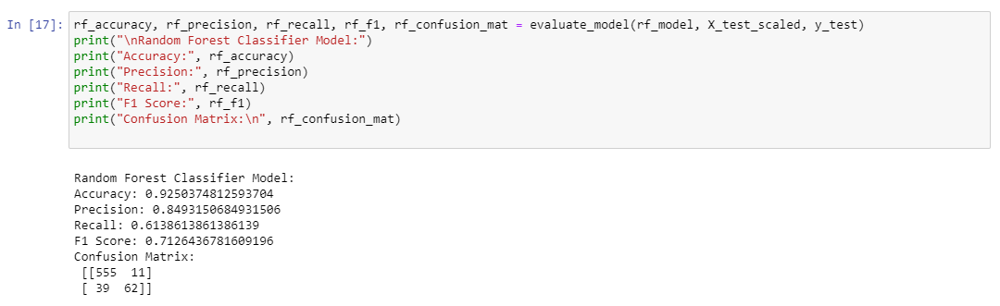 In [17]: rf_accuracy, rf_precision, rf_recall, rf_f1, rf_confusion_mat = evaluate_model(rf_model, X_test_scaled, y_test)
print("\nRandom Forest Classifier Model:")
print("Accuracy:", rf_accuracy)
print("Precision:", rf_precision)
print("Recall:", rf_recall)
print("F1 Score:", rf_f1)
print("Confusion Matrix:\n", rf_confusion_mat)
Random Forest Classifier Model:
Accuracy: 0.9250374812593704
Precision: 0.8493150684931506
Recall: 0.6138613861386139
F1 Score: 0.7126436781609196
Confusion Matrix:
[[555  11]
[ 39  62]]